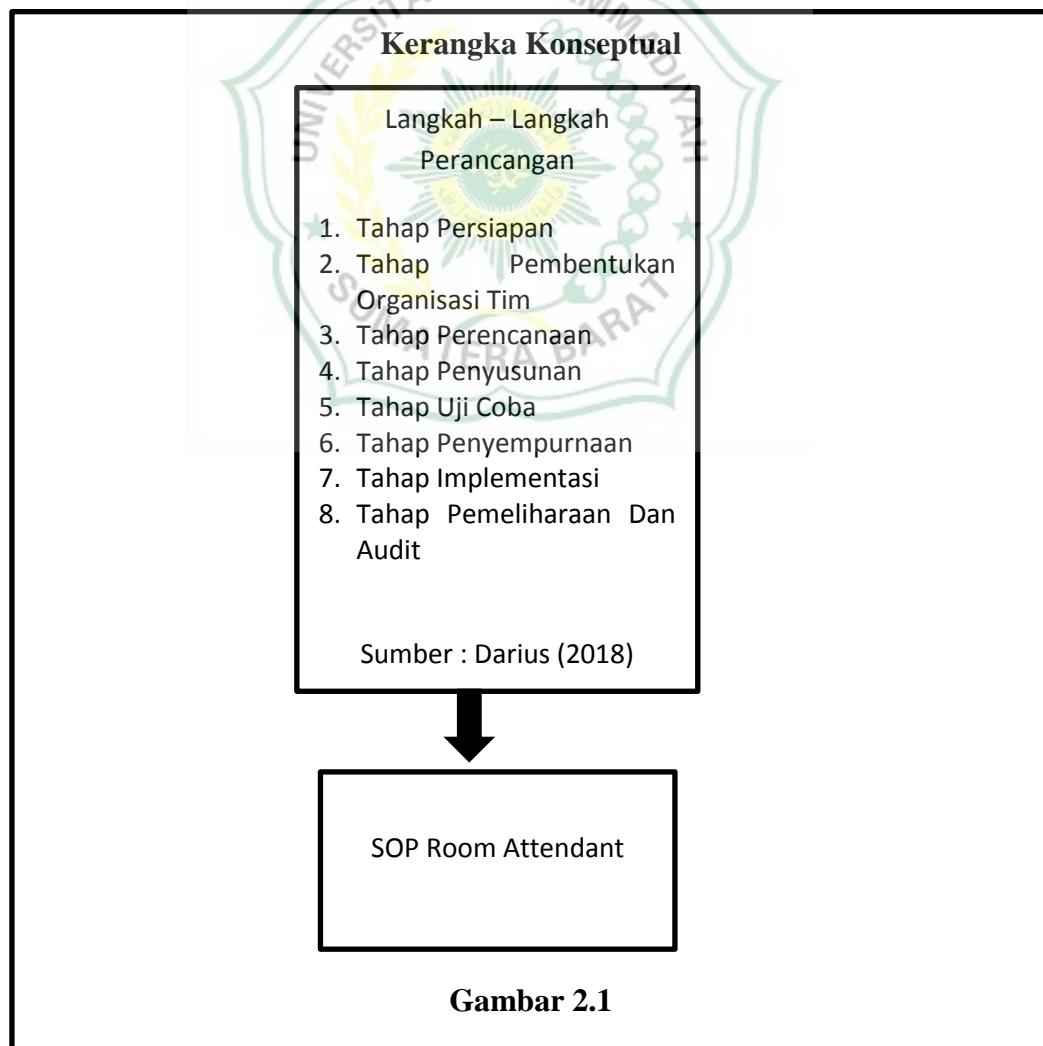 Kerangka Konseptual
Langkah – Langkah
Perancangan
1. Tahap Persiapan
2. Tahap Pembentukan
Organisasi Tim
3. Tahap Perencanaan
4. Tahap Penyusunan
5. Tahap Uji Coba
6. Tahap Penyempurnaan
7. Tahap Implementasi
8. Tahap Pemeliharaan Dan
Audit
Sumber : Darius (2018)
SOP Room Attendant
Gambar 2.1
SUMATERA BARAT